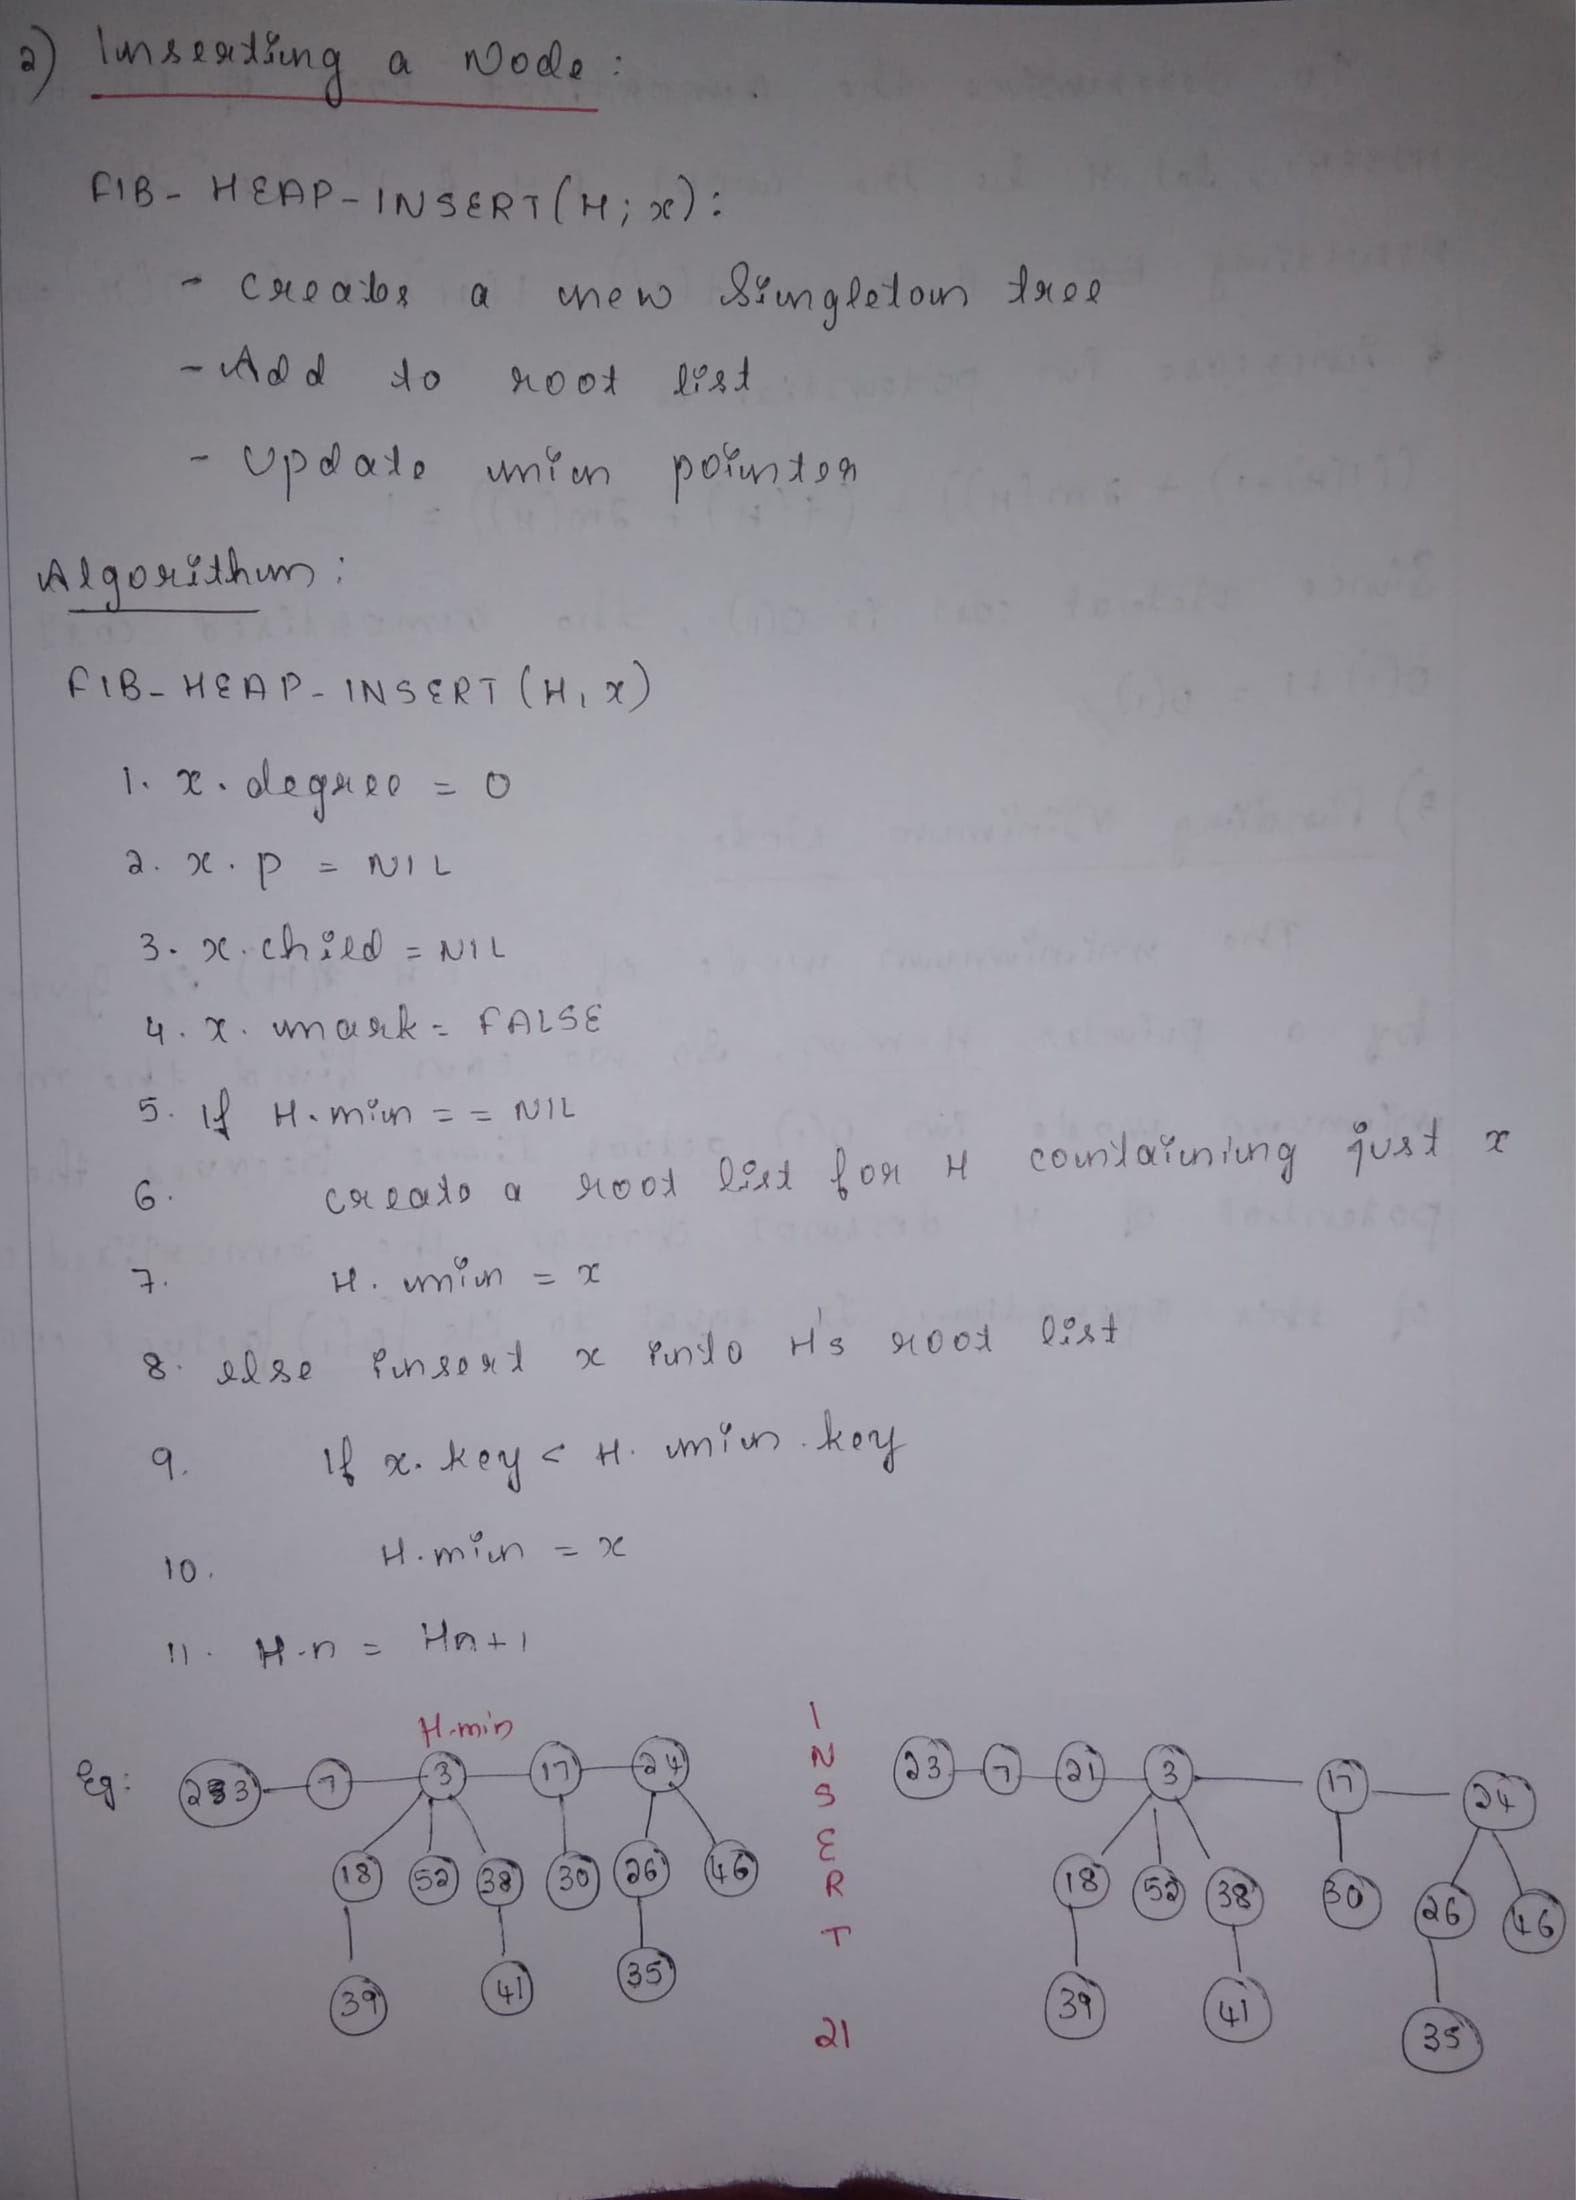 2) Inserting a Node :
FIB - HEAP - INSERT (H ; x) :
- Creates a new Singleton tree
- Add to root list
- Update min pointer
Algorithm :
FIB - HEAP - INSERT (H, x)
1. x. degree = 0
2. x. p = NIL
3. x. child = NIL
4. x. mark = FALSE
5. If H. min = = NIL
6. create a root list for H containing just x
7. H. min = x
8. else insert x into H's root list
9. If x. key < H. min. key
10. H. min = x
11. H.n = Hn+1
H.min
Eg: 23 7 3 17 24
18 52 38 30 26 46
39 41 35
INSERT 21
23 7 21 3 17 24
18 52 38 30 26 46
39 41 35